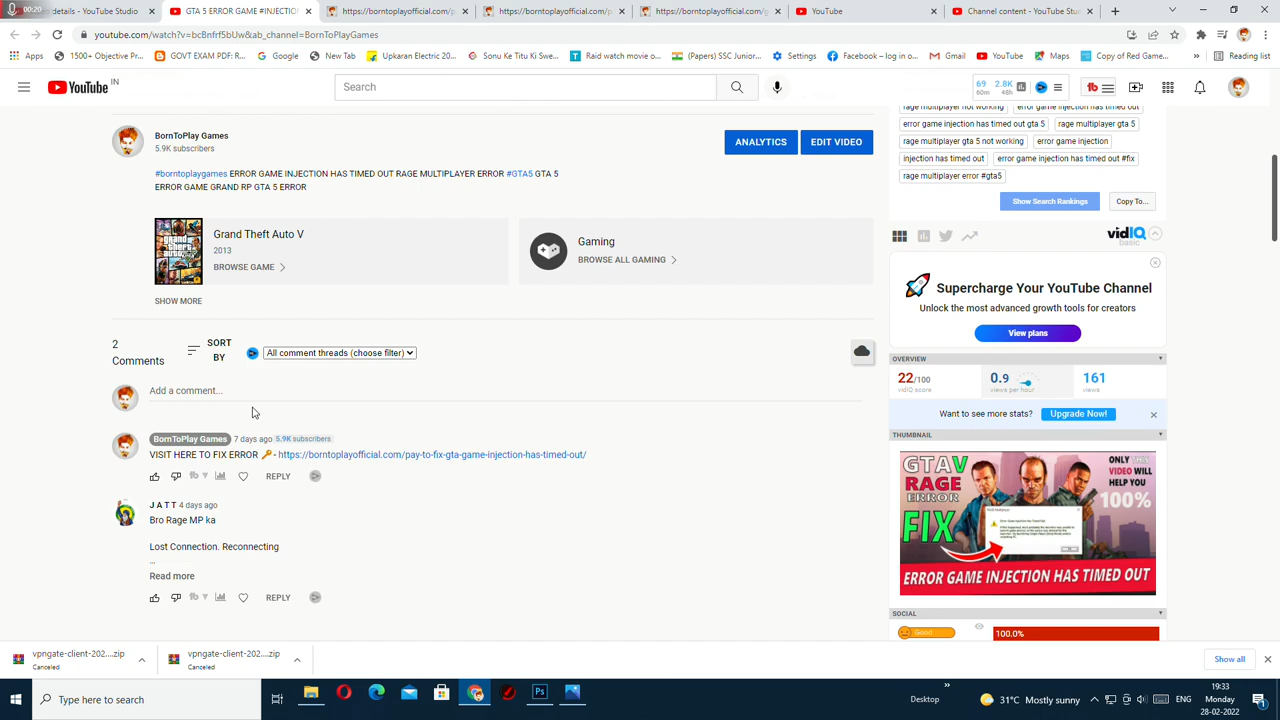 00:20
details - YouTube Studio
GTA 5 ERROR GAME #INJECTION
https://borntoplayofficial.com/p
https://borntoplayofficial.com/p
https://borntoplayofficial.com/g
YouTube
Channel content - YouTube Stu
youtube.com/watch?v=bcBnfrf5bUw&ab_channel=BornToPlayGames
Apps
1500+ Objective Pr...
GOVT EXAM PDF: R...
Google
New Tab
Upkaran Electric 20...
Sonu Ke Titu Ki Swe...
Raid watch movie o...
(Papers) SSC Junior...
Settings
Facebook – log in o...
Gmail
YouTube
Maps
Copy of Red Game...
Reading list
YouTube IN
Search
69 2.8K
60m 48h
rage multiplayer not working
error game injection has timed out
error game injection has timed out gta 5
rage multiplayer gta 5
rage multiplayer gta 5 not working
error game injection
injection has timed out
error game injection has timed out #fix
rage multiplayer error #gta5
Show Search Rankings
Copy To...
BornToPlay Games
5.9K subscribers
ANALYTICS
EDIT VIDEO
#borntoplaygames ERROR GAME INJECTION HAS TIMED OUT RAGE MULTIPLAYER ERROR #GTA5 GTA 5
ERROR GAME GRAND RP GTA 5 ERROR
Grand Theft Auto V
2013
BROWSE GAME
Gaming
BROWSE ALL GAMING
SHOW MORE
2
Comments
SORT
BY
All comment threads (choose filter)
Add a comment...
BornToPlay Games 7 days ago 5.9K subscribers
VISIT HERE TO FIX ERROR 🔑 - https://borntoplayofficial.com/pay-to-fix-gta-game-injection-has-timed-out/
REPLY
J A T T 4 days ago
Bro Rage MP ka
Lost Connection. Reconnecting
...
Read more
REPLY
vidIQ
basic
Supercharge Your YouTube Channel
Unlock the most advanced growth tools for creators
View plans
OVERVIEW
22/100
vidIQ score
0.9
views per hour
161
views
Want to see more stats?
Upgrade Now!
THUMBNAIL
GTA V
RAGE
ERROR
FIX
ONLY THIS
VIDEO WILL
HELP YOU
100%
ERROR GAME INJECTION HAS TIMED OUT
SOCIAL
Good!
100.0%
vpngate-client-202....zip
Canceled
vpngate-client-202....zip
Canceled
Show all
Type here to search
Desktop
31°C Mostly sunny
ENG
19:33
Monday
28-02-2022
1